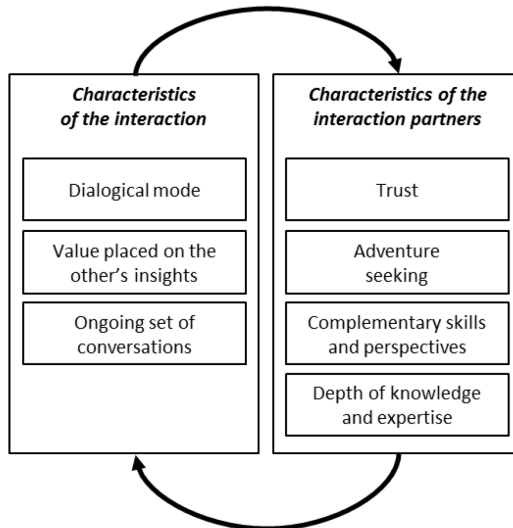 Characteristics
of the interaction
Dialogical mode
Value placed on the
other's insights
Ongoing set of
conversations
Characteristics of the
interaction partners
Trust
Adventure
seeking
Complementary skills
and perspectives
Depth of knowledge
and expertise